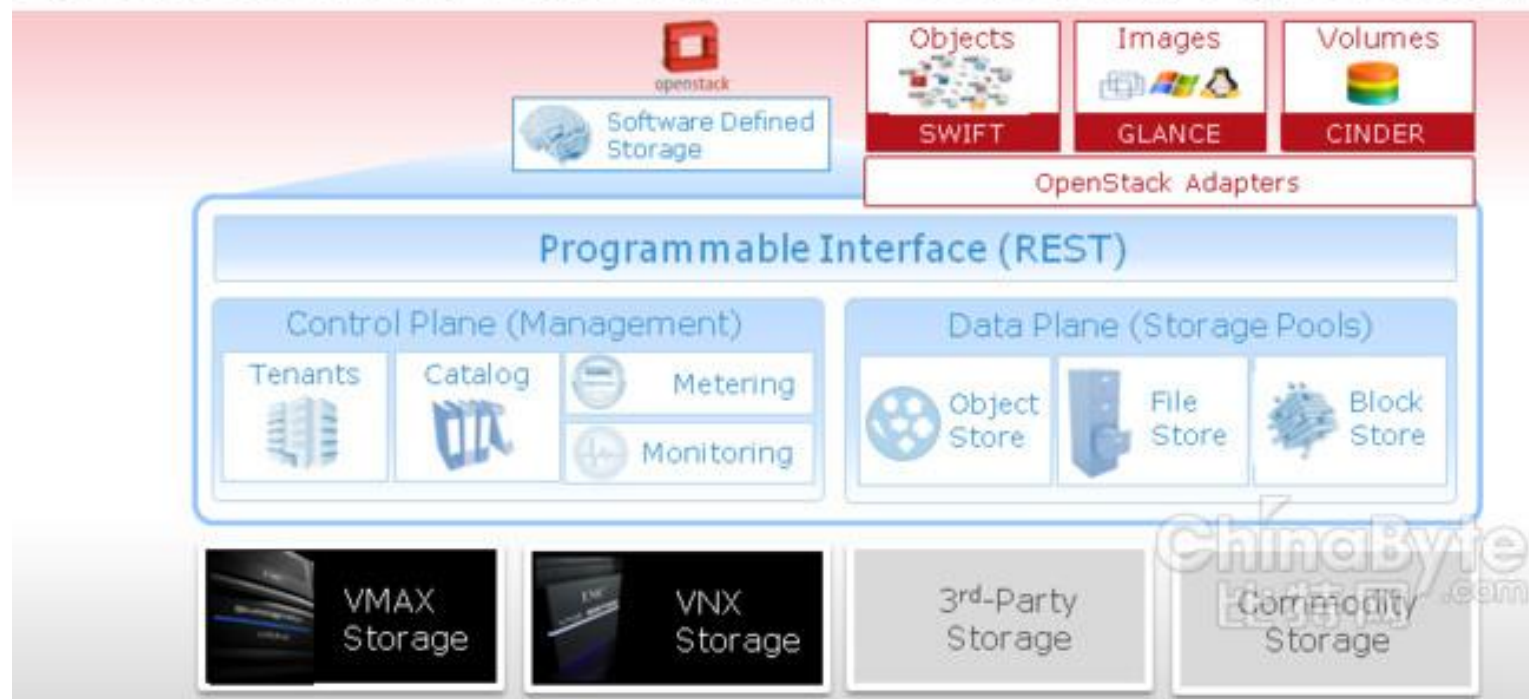 openstack
Software Defined
Storage
Objects
SWIFT
Images
GLANCE
Volumes
CINDER
OpenStack Adapters
Programmable Interface (REST)
Control Plane (Management)
Tenants
Catalog
Metering
Monitoring
Data Plane (Storage Pools)
Object
Store
File
Store
Block
Store
VMAX
Storage
VNX
Storage
3rd-Party
Storage
Commodity
Storage
ChinaByte
比特网 .com